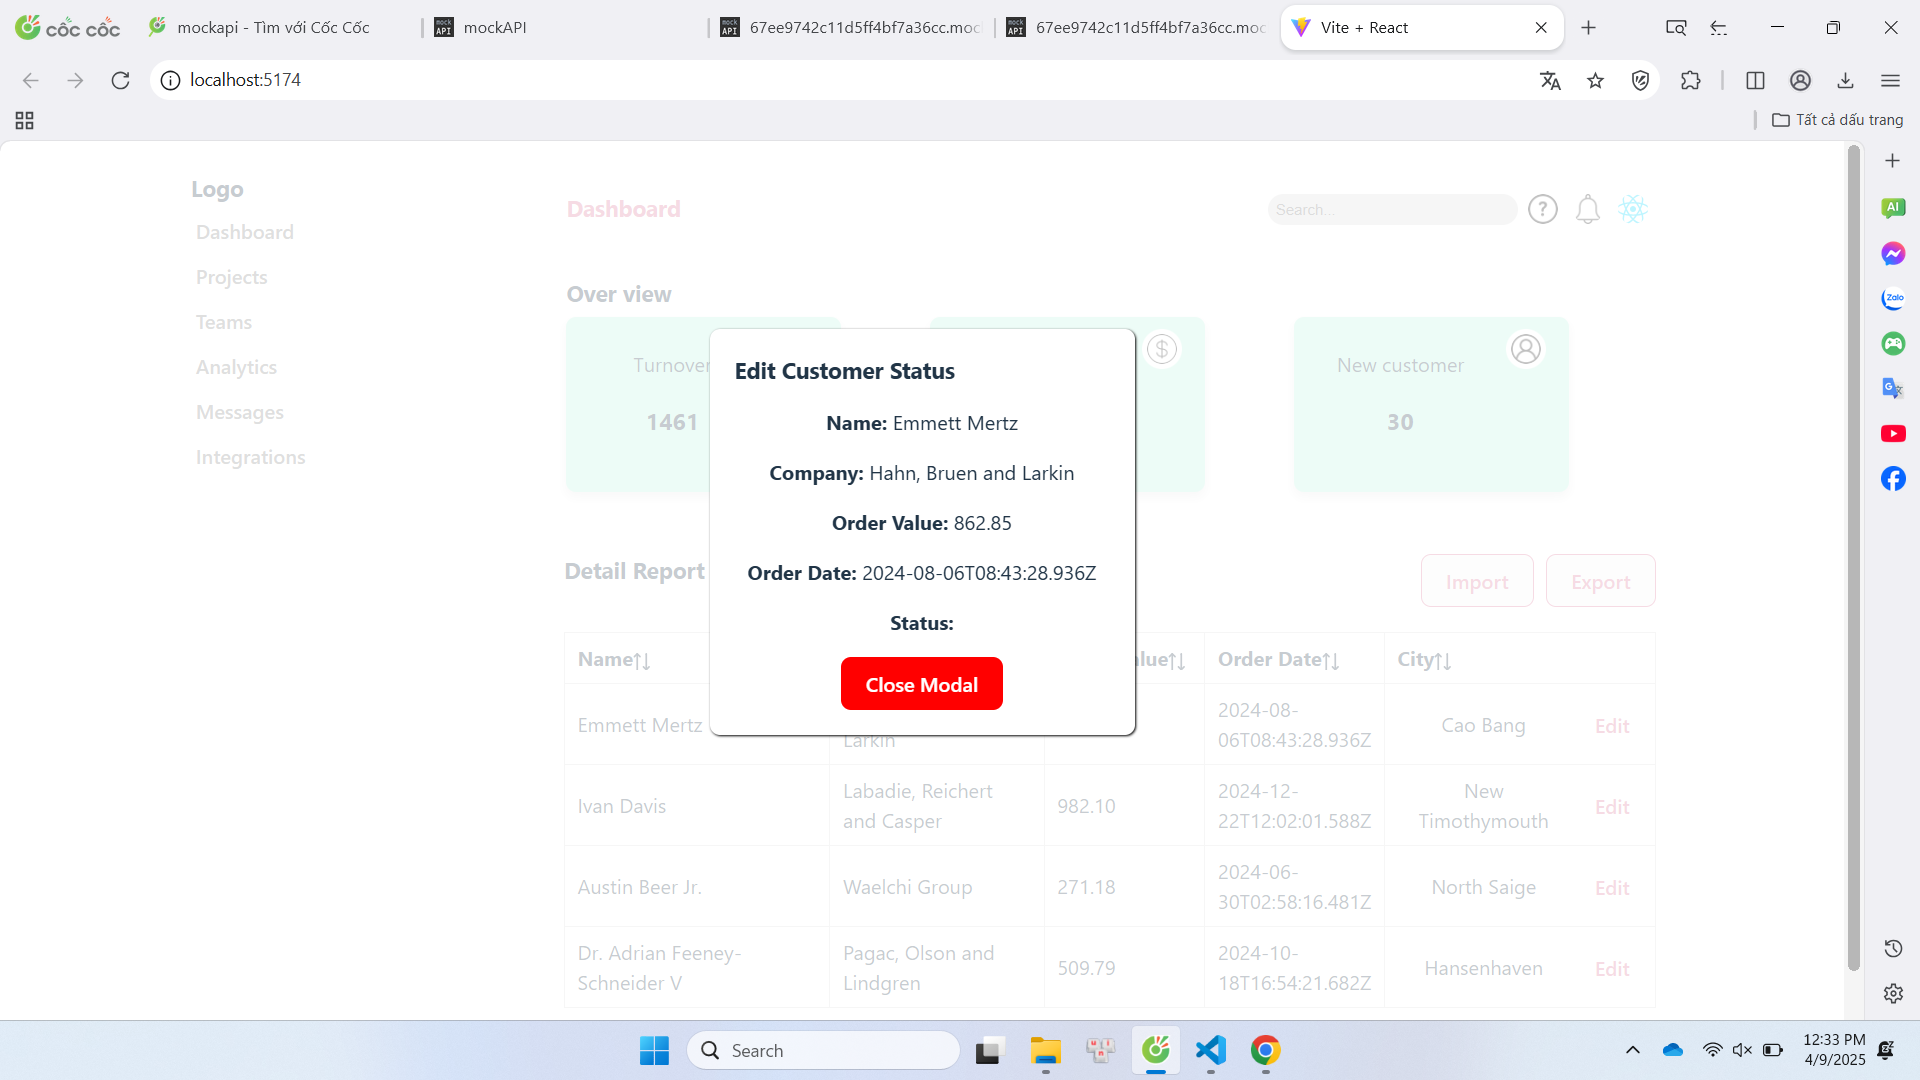 cốc cốc
mockapi - Tìm với Cốc Cốc
mockAPI
67ee9742c11d5ff4bf7a36cc.moc
67ee9742c11d5ff4bf7a36cc.moc
Vite + React
localhost:5174
Tất cả dấu trang
Logo
Dashboard
Projects
Teams
Analytics
Messages
Integrations
Dashboard
Search...
Over view
Turnover
1461
New customer
30
Edit Customer Status
Name: Emmett Mertz
Company: Hahn, Bruen and Larkin
Order Value: 862.85
Order Date: 2024-08-06T08:43:28.936Z
Status:
Close Modal
Detail Report
Import
Export
Name↑↓
lue↑↓
Order Date↑↓
City↑↓
Emmett Mertz
Larkin
2024-08-
06T08:43:28.936Z
Cao Bang
Edit
Ivan Davis
Labadie, Reichert
and Casper
982.10
2024-12-
22T12:02:01.588Z
New
Timothymouth
Edit
Austin Beer Jr.
Waelchi Group
271.18
2024-06-
30T02:58:16.481Z
North Saige
Edit
Dr. Adrian Feeney-
Schneider V
Pagac, Olson and
Lindgren
509.79
2024-10-
18T16:54:21.682Z
Hansenhaven
Edit
AI
Zalo
Search
12:33 PM
4/9/2025